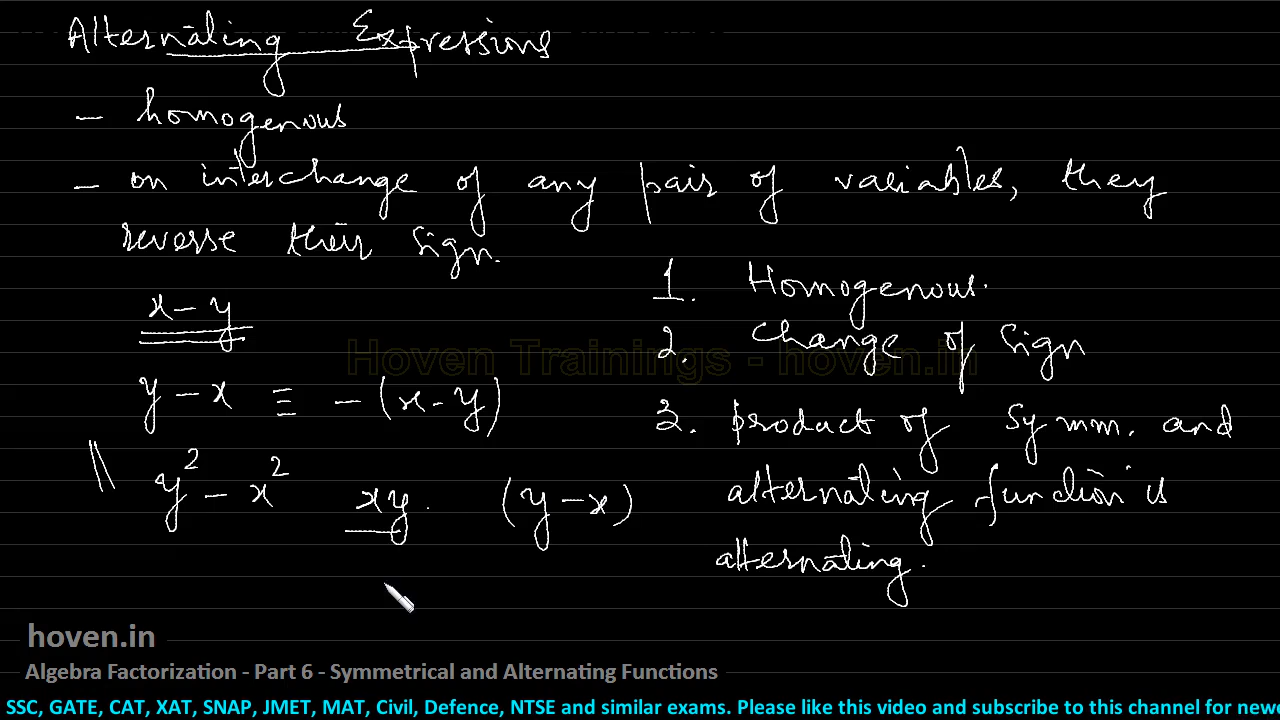 Alternating Expressions
- homogenous
- on interchange of any pair of variables, they
reverse their sign.
x - y
y - x ≡ - (x - y)
\\ y² - x² xy. (y - x)
1. Homogenous.
2. Change of Sign
3. product of Symm. and
alternating function is
alternating.
Hoven Trainings - hoven.in
hoven.in
Algebra Factorization - Part 6 - Symmetrical and Alternating Functions
SSC, GATE, CAT, XAT, SNAP, JMET, MAT, Civil, Defence, NTSE and similar exams. Please like this video and subscribe to this channel for newe